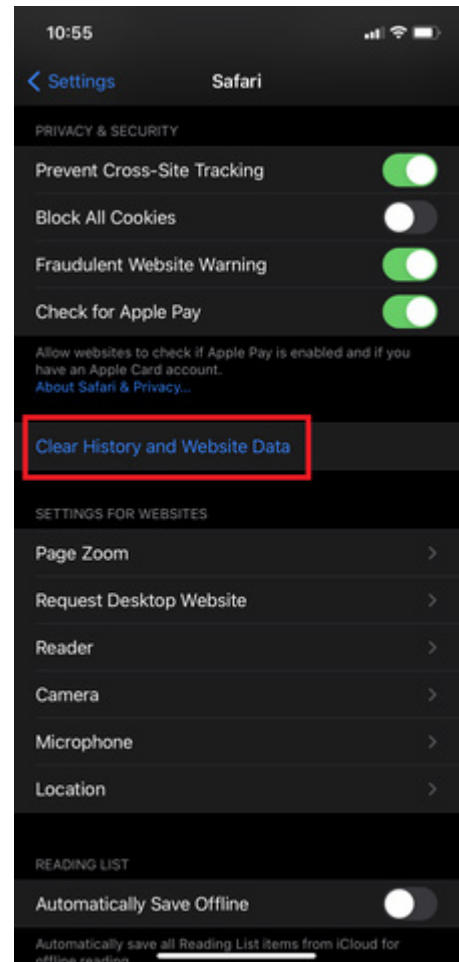 10:55
Settings Safari
PRIVACY & SECURITY
Prevent Cross-Site Tracking
Block All Cookies
Fraudulent Website Warning
Check for Apple Pay
Allow websites to check if Apple Pay is enabled and if you
have an Apple Card account.
About Safari & Privacy...
Clear History and Website Data
SETTINGS FOR WEBSITES
Page Zoom
Request Desktop Website
Reader
Camera
Microphone
Location
READING LIST
Automatically Save Offline
Automatically save all Reading List items from iCloud for
offline reading.